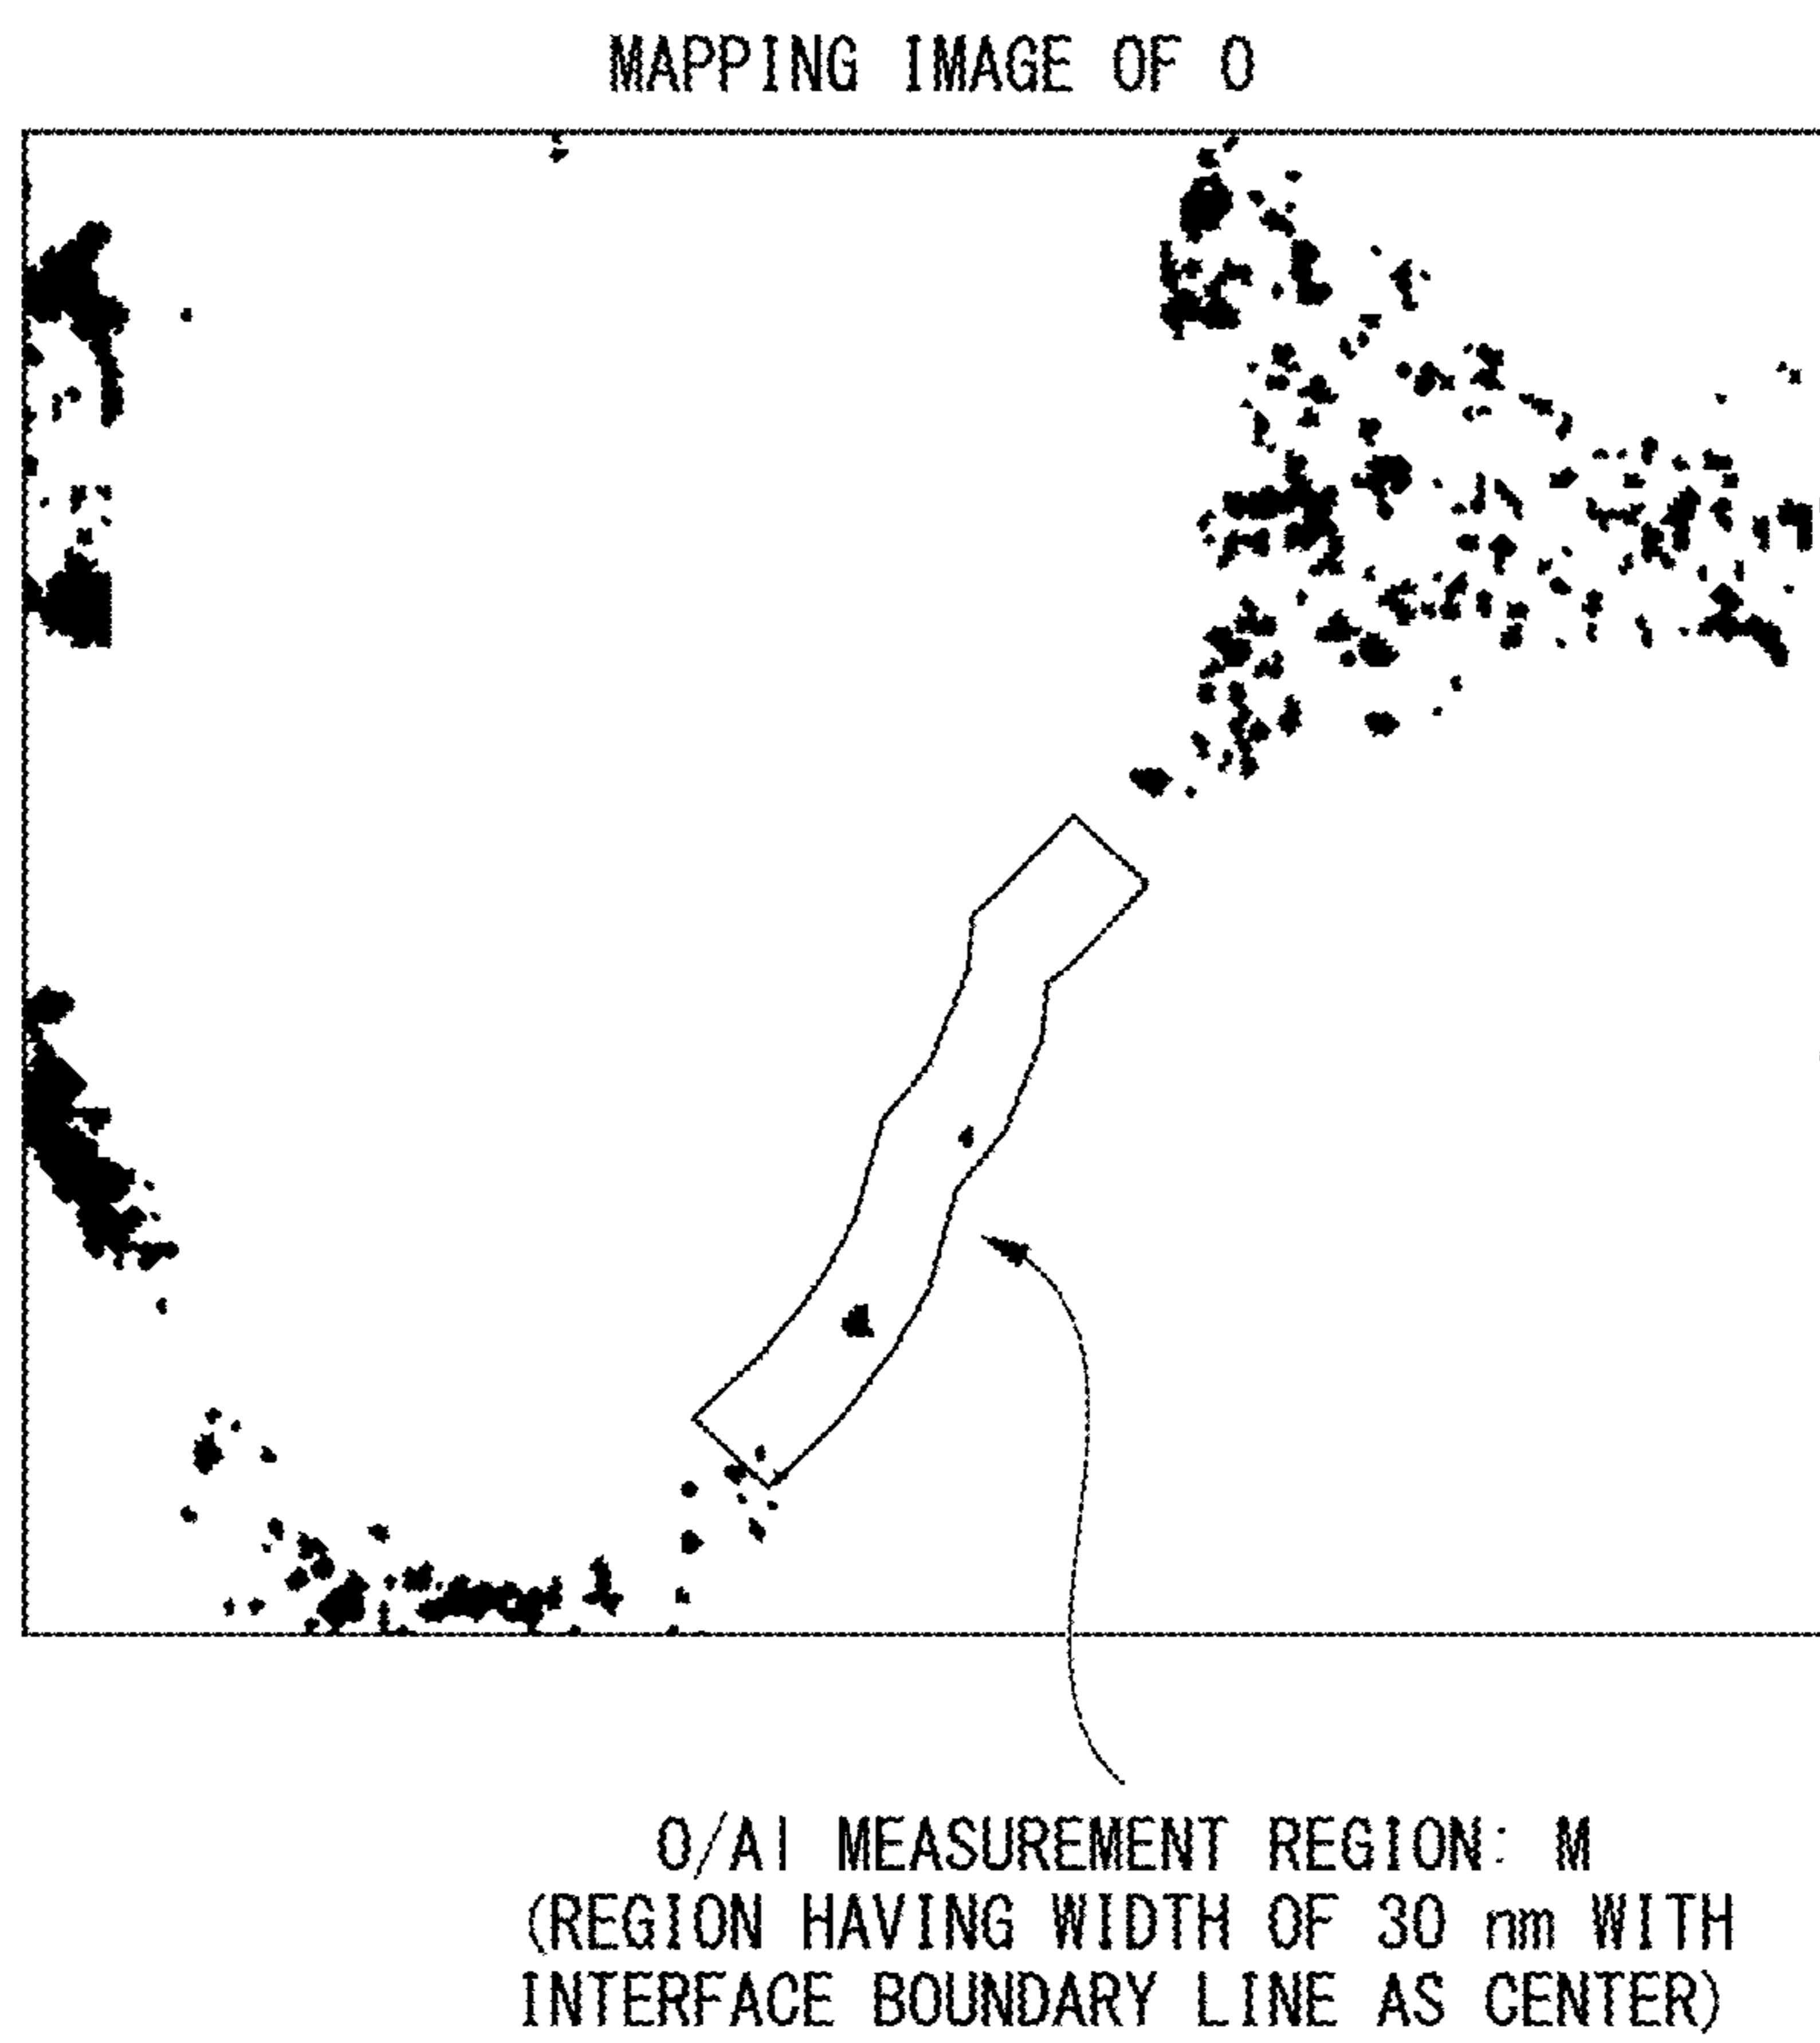 MAPPING IMAGE OF O
O/Al MEASUREMENT REGION: M
(REGION HAVING WIDTH OF 30 nm WITH
INTERFACE BOUNDARY LINE AS CENTER)